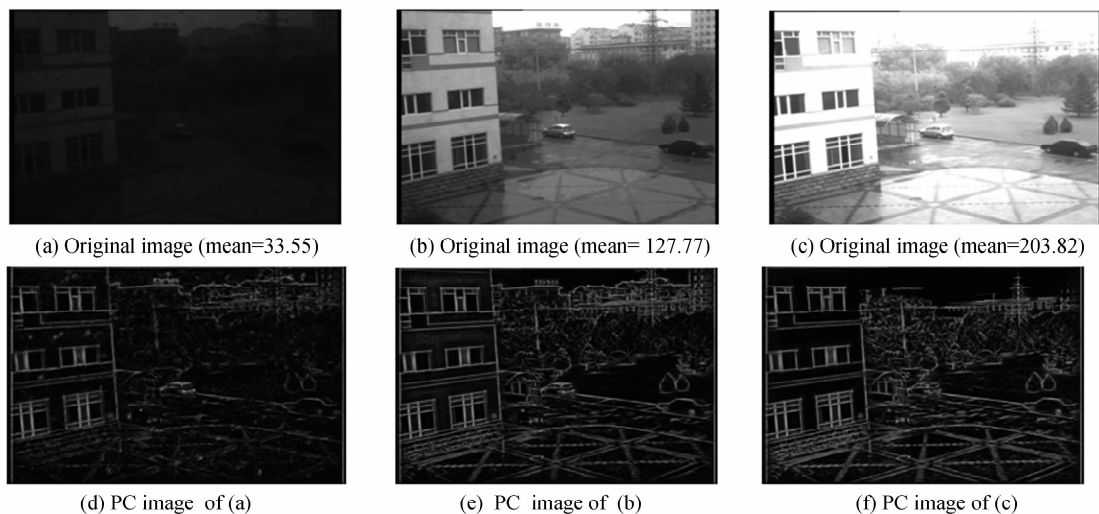 (a) Original image (mean=33.55)
(b) Original image (mean= 127.77)
(c) Original image (mean=203.82)
(d) PC image of (a)
(e) PC image of (b)
(f) PC image of (c)